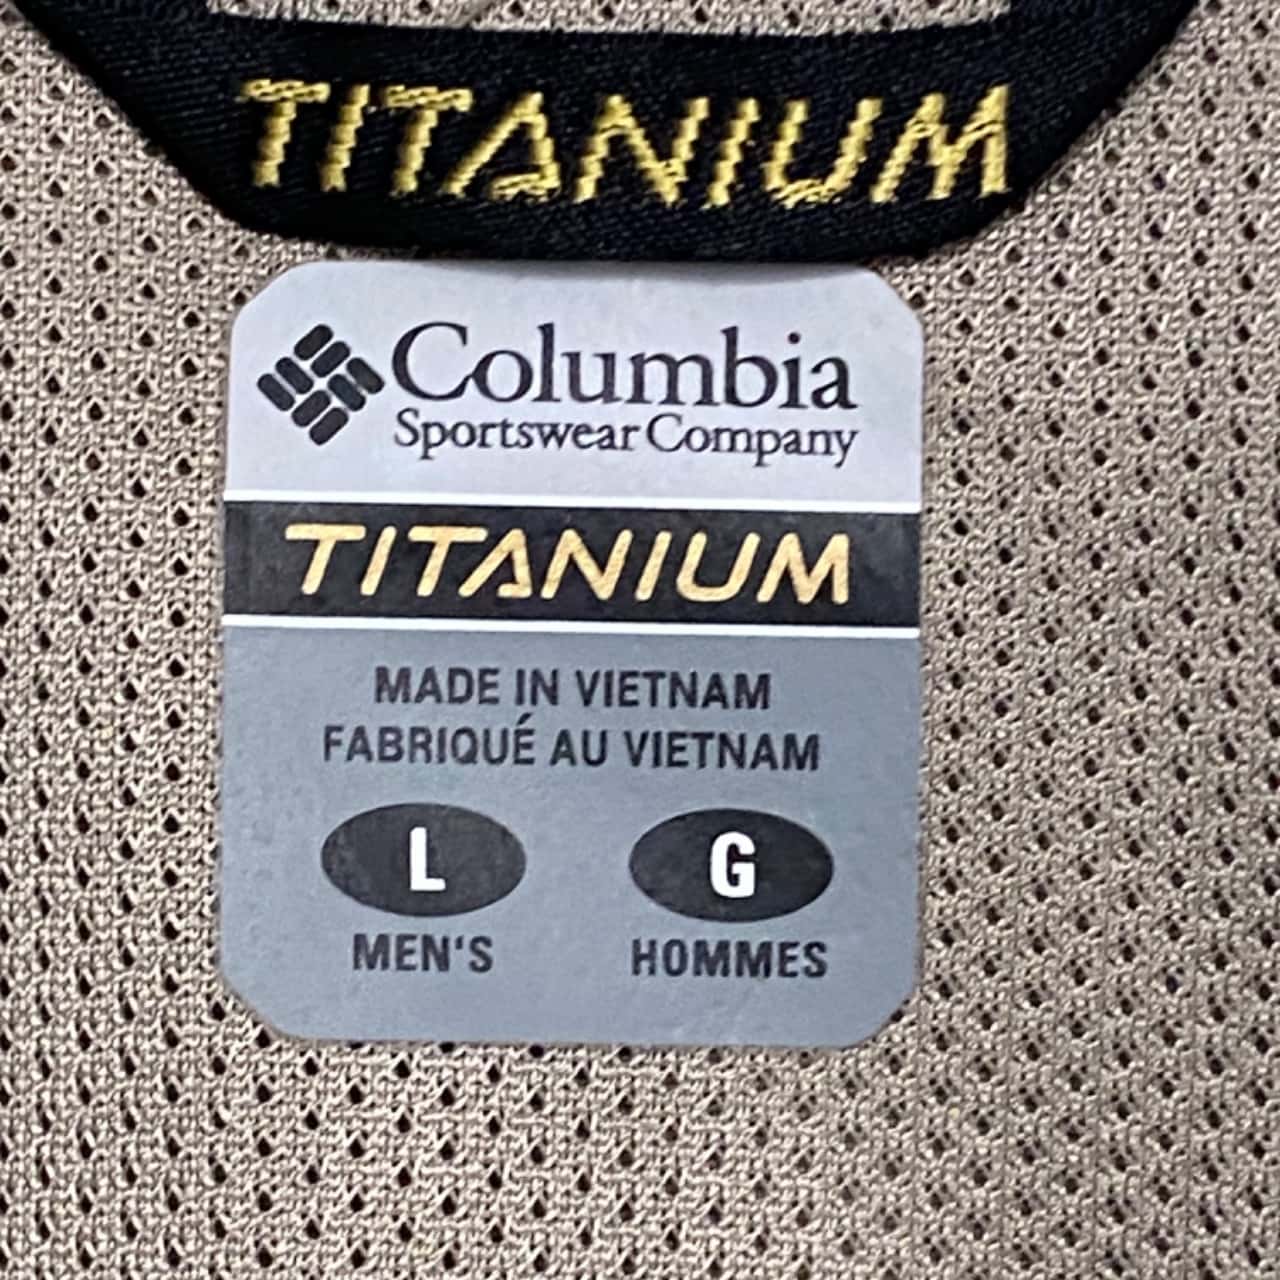 TITANIUM
Columbia
Sportswear Company
TITANIUM
MADE IN VIETNAM
FABRIQUÉ AU VIETNAM
L G
MEN'S HOMMES